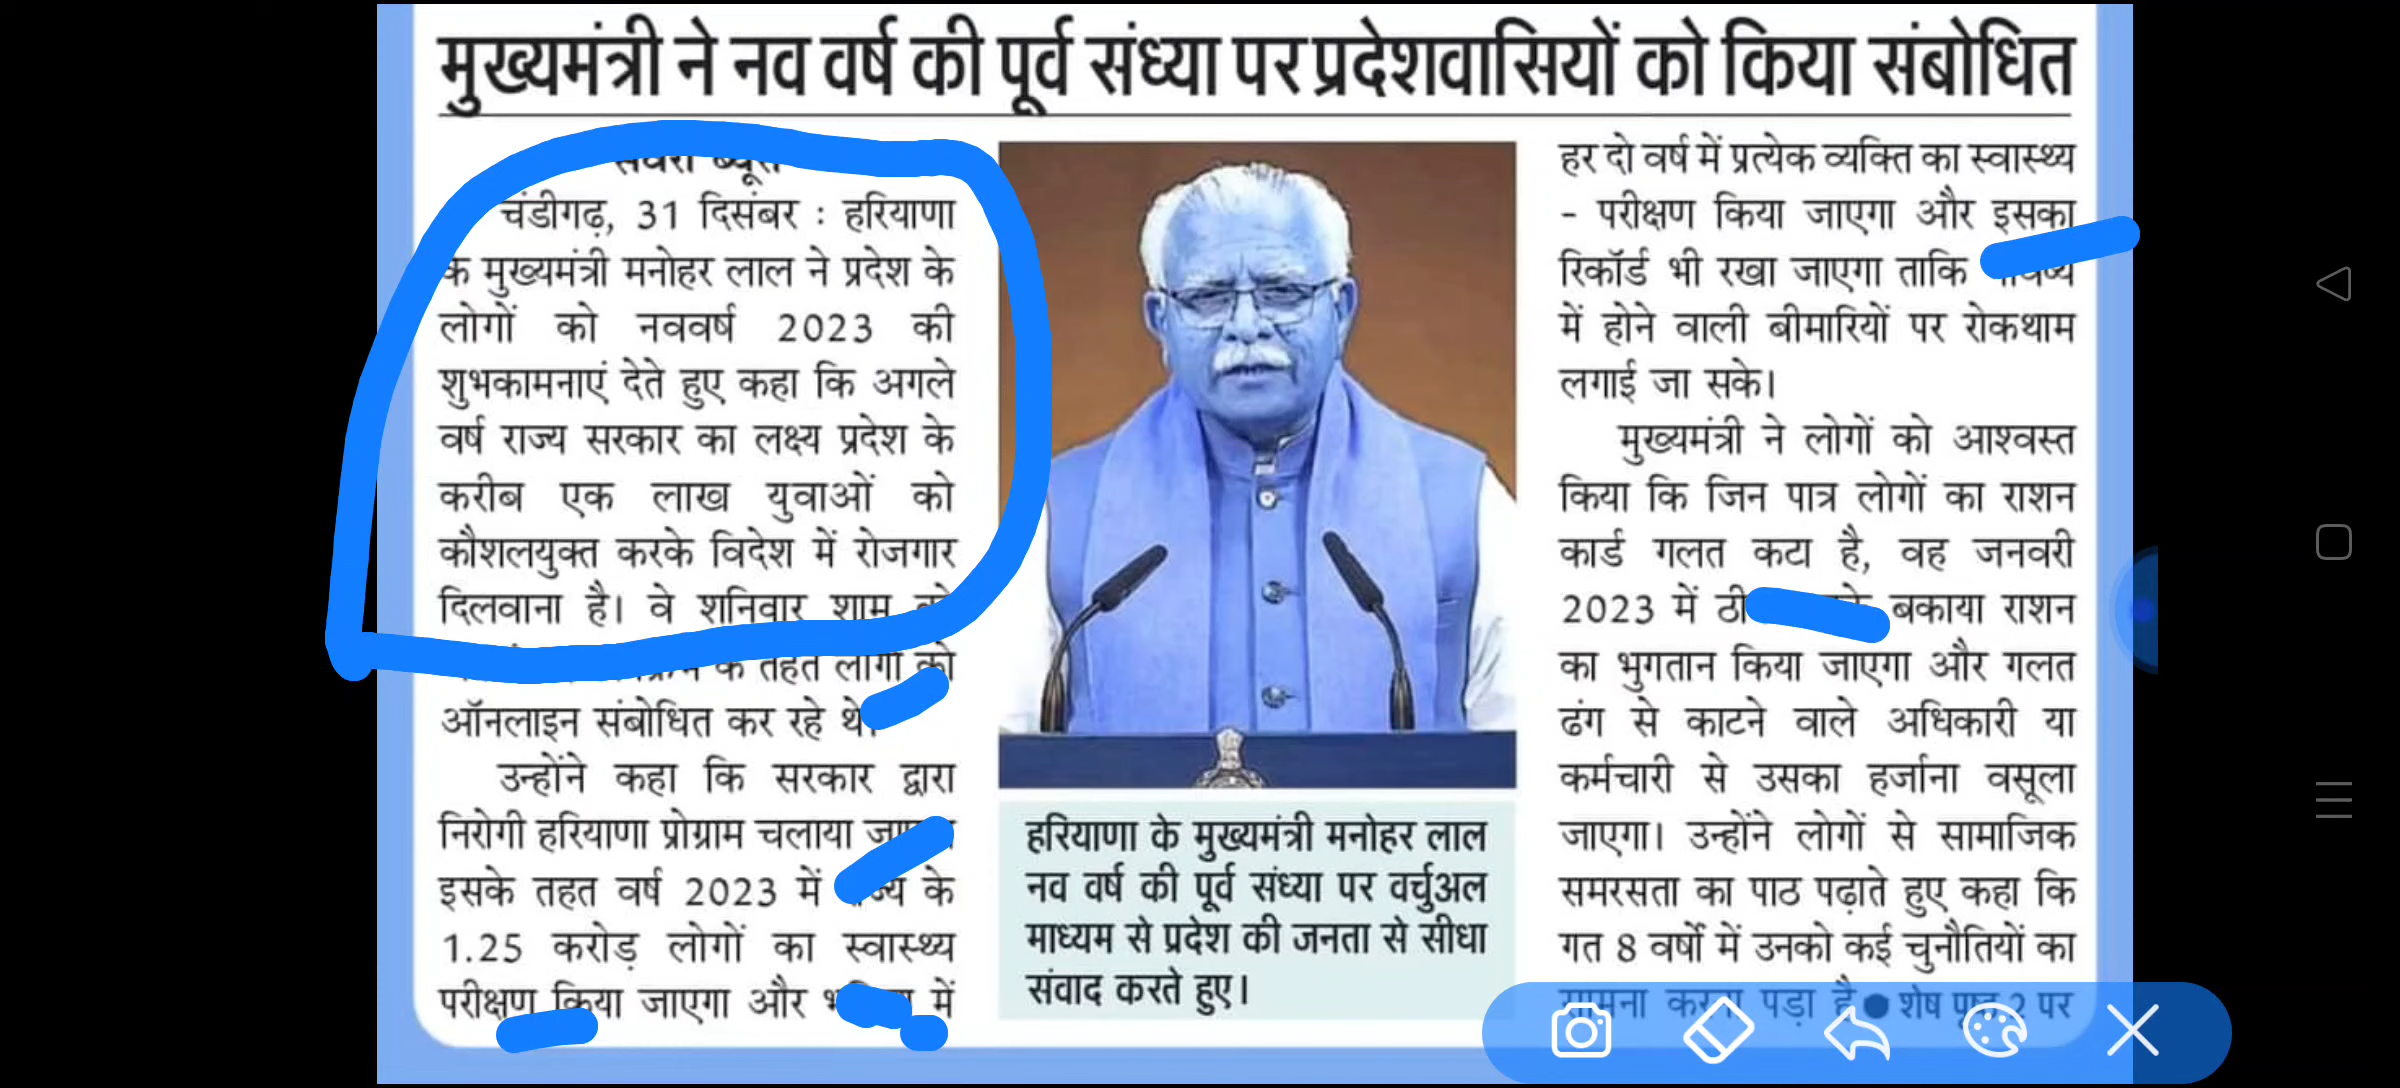 मुख्यमंत्री ने नव वर्ष की पूर्व संध्या पर प्रदेशवासियों को किया संबोधित
चंडीगढ़, 31 दिसंबर : हरियाणा
के मुख्यमंत्री मनोहर लाल ने प्रदेश के
लोगों को नववर्ष 2023 की
शुभकामनाएं देते हुए कहा कि अगले
वर्ष राज्य सरकार का लक्ष्य प्रदेश के
करीब एक लाख युवाओं को
कौशलयुक्त करके विदेश में रोजगार
दिलवाना है। वे शनिवार शाम को
के तहत लोगों को
ऑनलाइन संबोधित कर रहे थे।
उन्होंने कहा कि सरकार द्वारा
निरोगी हरियाणा प्रोग्राम चलाया
इसके तहत वर्ष 2023 में राज्य के
1.25 करोड़ लोगों का स्वास्थ्य
परीक्षण किया जाएगा और में
हरियाणा के मुख्यमंत्री मनोहर लाल
नव वर्ष की पूर्व संध्या पर वर्चुअल
माध्यम से प्रदेश की जनता से सीधा
संवाद करते हुए।
हर दो वर्ष में प्रत्येक व्यक्ति का स्वास्थ्य
- परीक्षण किया जाएगा और इसका
रिकॉर्ड भी रखा जाएगा ताकि
में होने वाली बीमारियों पर रोकथाम
लगाई जा सके।
मुख्यमंत्री ने लोगों को आश्वस्त
किया कि जिन पात्र लोगों का राशन
कार्ड गलत कटा है, वह जनवरी
2023 में बकाया राशन
का भुगतान किया जाएगा और गलत
ढंग से काटने वाले अधिकारी या
कर्मचारी से उसका हर्जाना वसूला
जाएगा। उन्होंने लोगों से सामाजिक
समरसता का पाठ पढ़ाते हुए कहा कि
गत 8 वर्षों में उनको कई चुनौतियों का
सामना करना पड़ा है ● शेष पृष्ठ 2 पर